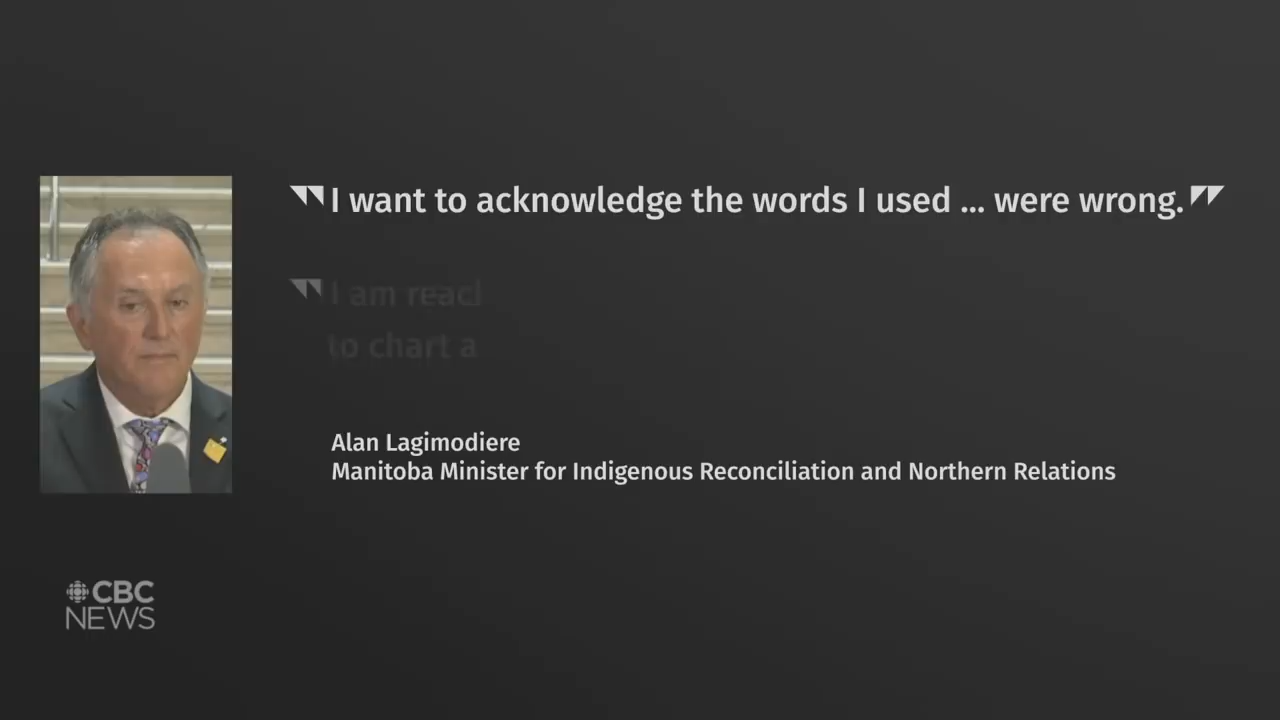 I want to acknowledge the words I used ... were wrong.
I am
to chart a
Alan Lagimodiere
Manitoba Minister for Indigenous Reconciliation and Northern Relations
CBC
NEWS